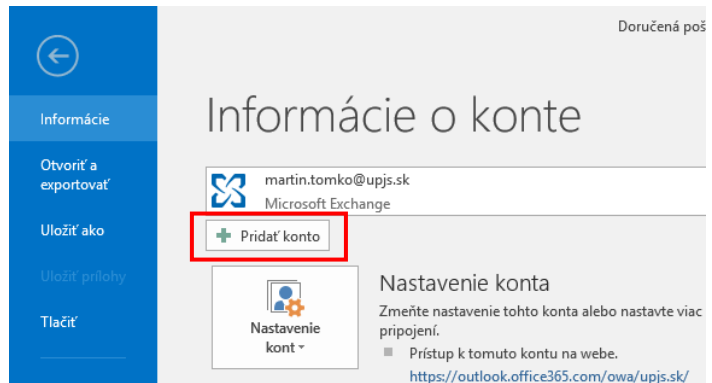 Doručená poš
Informácie
Informácie o konte
Otvoriť a
exportovať
martin.tomko@upjs.sk
Microsoft Exchange
Uložiť ako
Pridať konto
Uložiť prílohy
Nastavenie
kont
Nastavenie konta
Zmeňte nastavenie tohto konta alebo nastavte viac
pripojení.
Tlačiť
Prístup k tomuto kontu na webe.
https://outlook.office365.com/owa/upjs.sk/